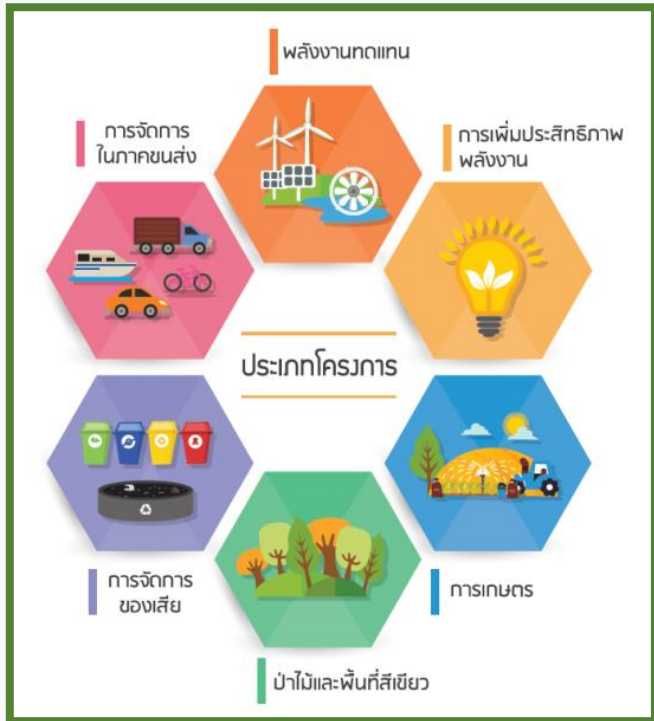 พลังงานทดแทน
การจัดการ
ในภาคขนส่ง
การเพิ่มประสิทธิภาพ
พลังงาน
ประเภทโครงการ
การจัดการ
ของเสีย
การเกษตร
ป่าไม้และพื้นที่สีเขียว